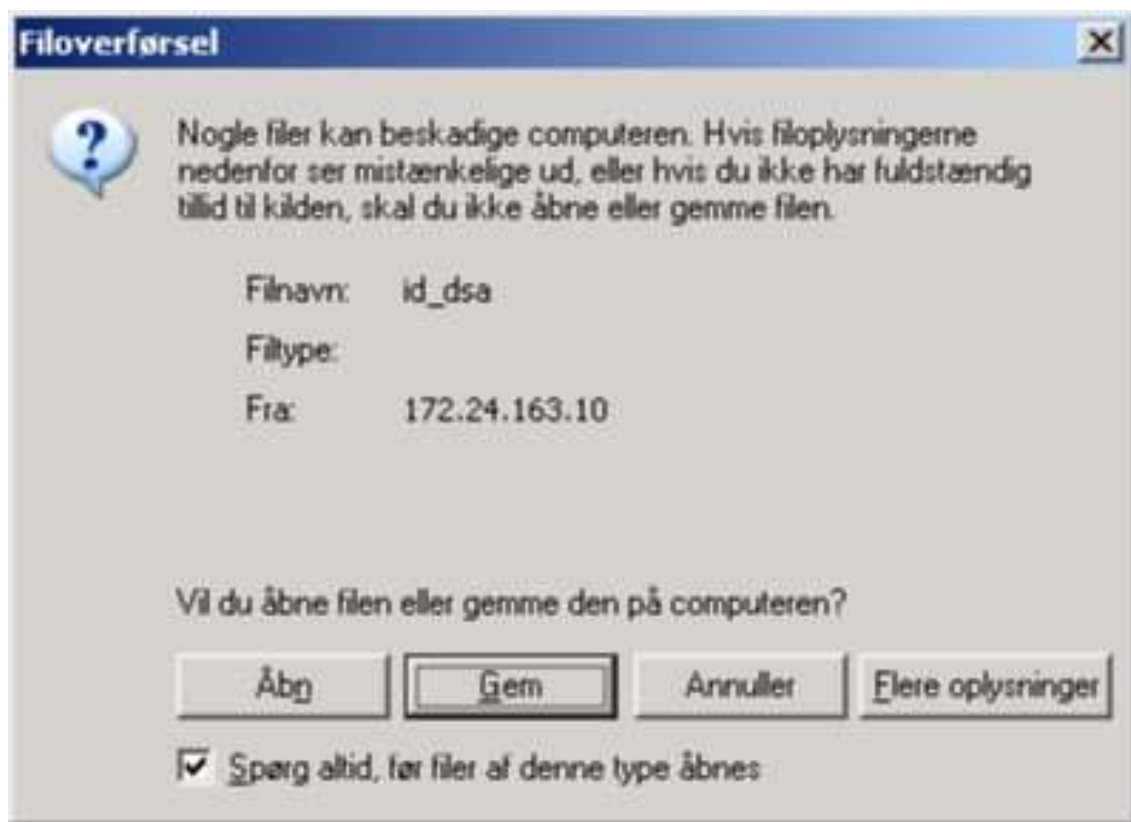 Filoverførsel
Nogle filer kan beskadige computeren. Hvis filoplysningerne
nedenfor ser mistænkelige ud, eller hvis du ikke har fuldstændig
tillid til kilden, skal du ikke åbne eller gemme filen.
Filnavn: id_dsa
Filtype:
Fra: 172.24.163.10
Vil du åbne filen eller gemme den på computeren?
Åbn Gem Annuller Flere oplysninger
Spørg altid, før filer af denne type åbnes